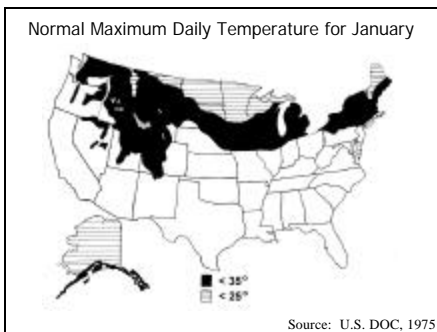 Normal Maximum Daily Temperature for January
< 35°
< 25°
Source: U.S. DOC, 1975